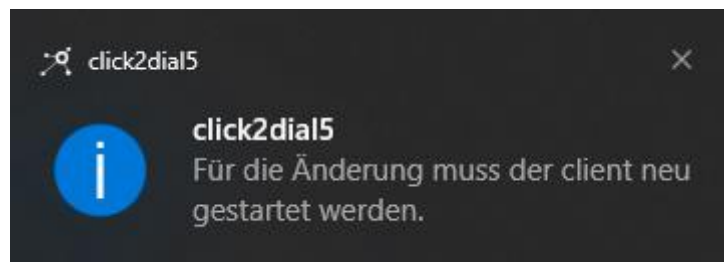 click2dial5
click2dial5
Für die Änderung muss der client neu
gestartet werden.